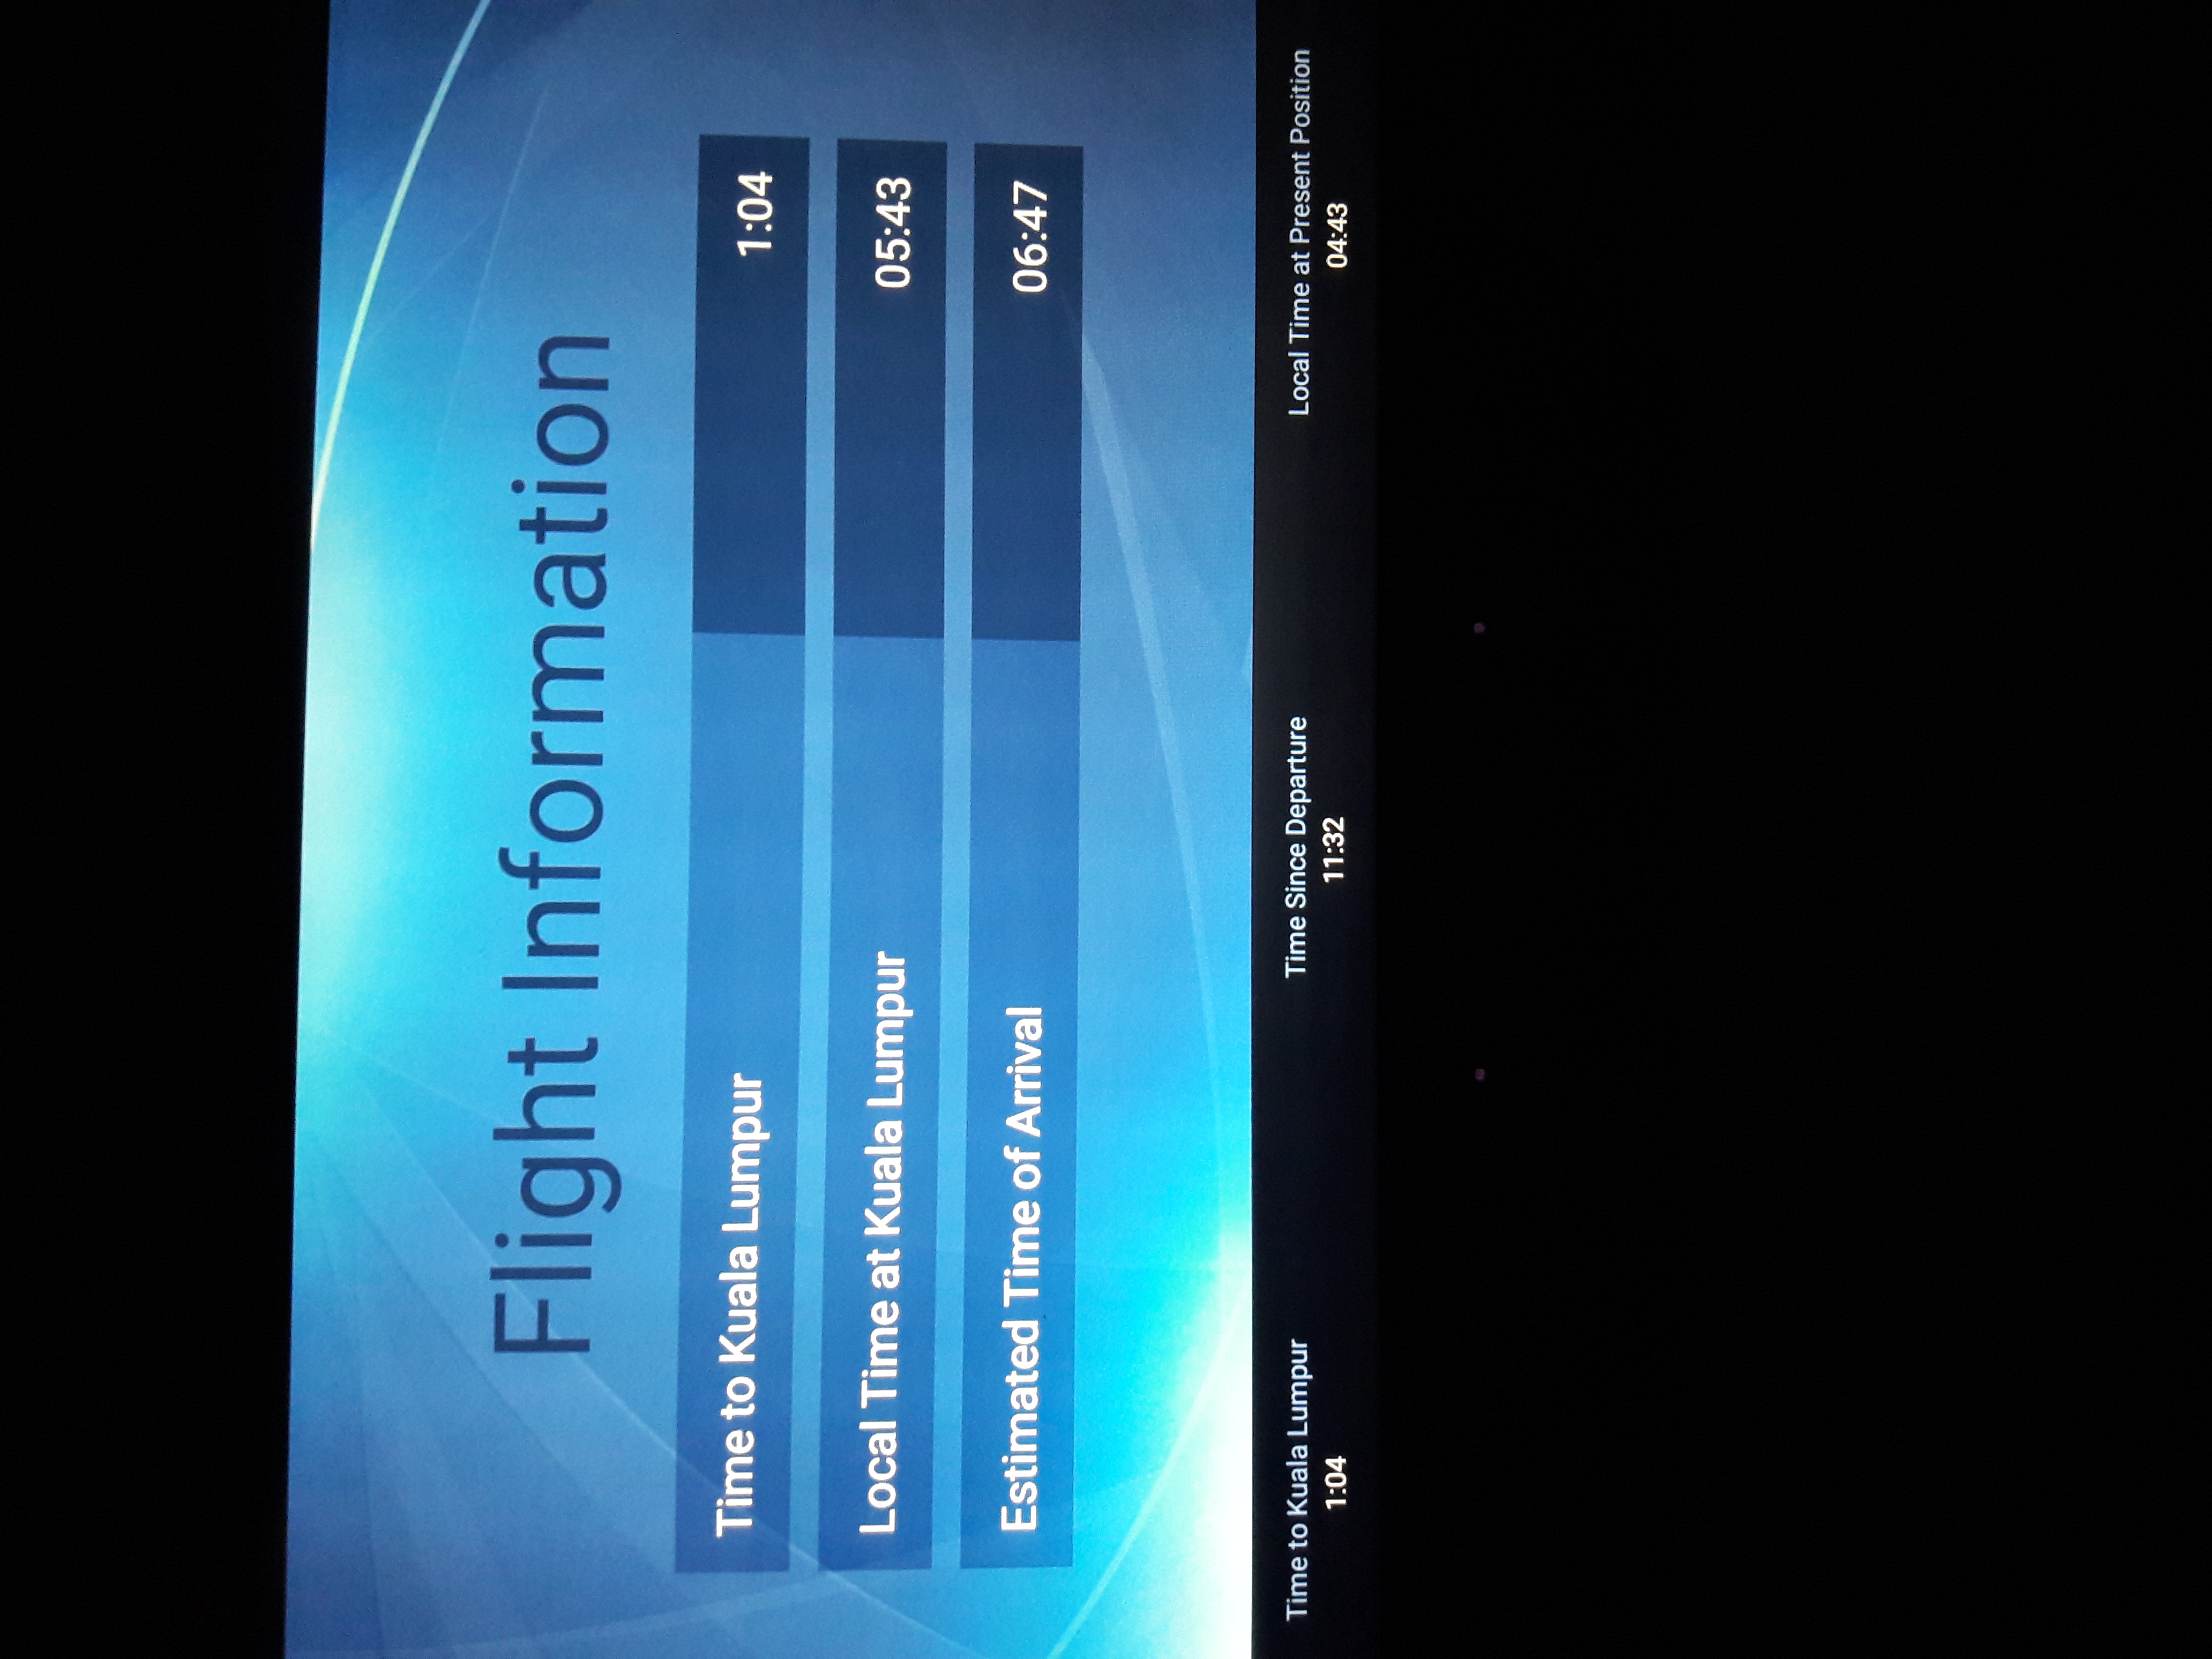 Flight Information
Time to Kuala Lumpur 1:04
Local Time at Kuala Lumpur 05:43
Estimated Time of Arrival 06:47
Time to Kuala Lumpur Time Since Departure Local Time at Present Position
1:04 11:32 04:43